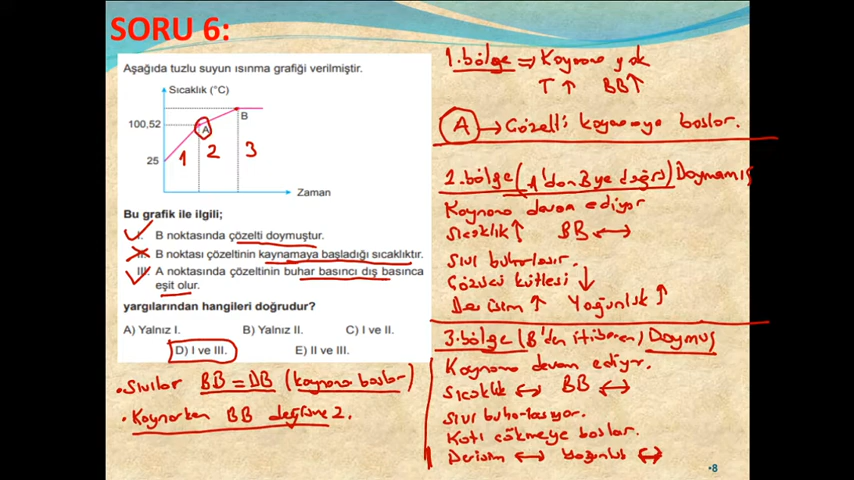 SORU 6:
Aşağıda tuzlu suyun ısınma grafiği verilmiştir.
Sıcaklık (°C)
B
100,52
A
1 2 3
25
Zaman
Bu grafik ile ilgili;
I. B noktasında çözelti doymuştur.
II. B noktası çözeltinin kaynamaya başladığı sıcaklıktır.
III. A noktasında çözeltinin buhar basıncı dış basınca
eşit olur.
yargılarından hangileri doğrudur?
A) Yalnız I. B) Yalnız II. C) I ve II.
D) I ve III. E) II ve III.
• Sıvılar BB = DB (kaynama başlar)
• Kaynarken BB değişmez.
1. bölge ⇒ Kaynama yok
T ↑ BB ↑
A → Çözelti kaynamaya başlar.
2. bölge (A'dan B'ye doğru) Doymamış
Kaynama devam ediyor
Sıcaklık ↑ BB ↔
Sıvı buharlaşır.
Çözücü kütlesi ↓
Derişim ↑ Yoğunluk ↑
3. bölge (B'den itibaren) Doymuş
Kaynama devam ediyor.
Sıcaklık ↔ BB ↔
Sıvı buharlaşıyor.
Katı çökmeye başlar.
Derişim ↔ Yoğunluk ↔
•8